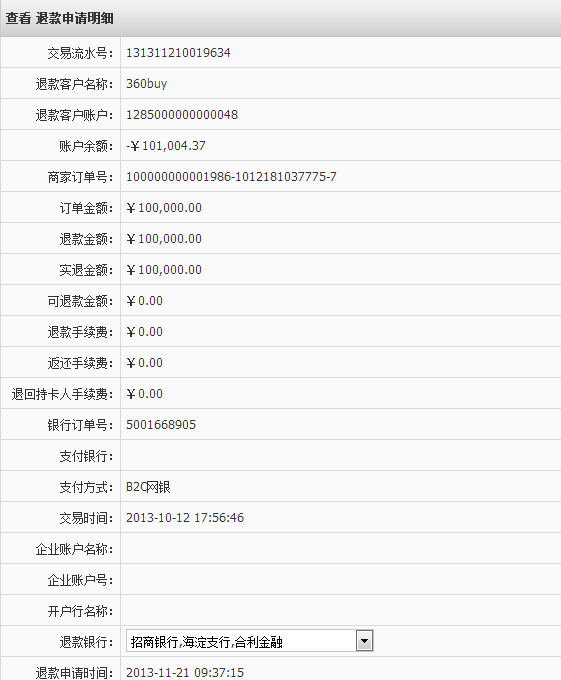 查看 退款申请明细
交易流水号： 131311210019634
退款客户名称： 360buy
退款客户账户： 1285000000000048
账户余额： -￥101,004.37
商家订单号： 100000000001986-1012181037775-7
订单金额： ￥100,000.00
退款金额： ￥100,000.00
实退金额： ￥100,000.00
可退款金额： ￥0.00
退款手续费： ￥0.00
返还手续费： ￥0.00
退回持卡人手续费： ￥0.00
银行订单号： 5001668905
支付银行：
支付方式： B2C网银
交易时间： 2013-10-12 17:56:46
企业账户名称：
企业账户号：
开户行名称：
退款银行： 招商银行,海淀支行,合利金融
退款申请时间： 2013-11-21 09:37:15